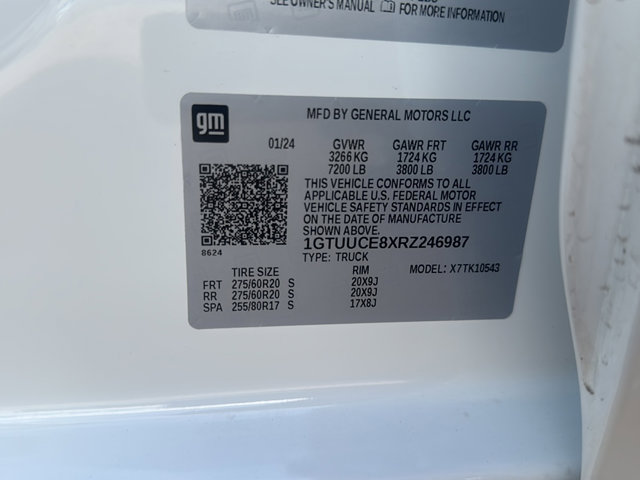 SEE OWNER'S MANUAL FOR MORE INFORMATION
gm
MFD BY GENERAL MOTORS LLC
01/24 GVWR GAWR FRT GAWR RR
3266 KG 1724 KG 1724 KG
7200 LB 3800 LB 3800 LB
THIS VEHICLE CONFORMS TO ALL
APPLICABLE U.S. FEDERAL MOTOR
VEHICLE SAFETY STANDARDS IN EFFECT
ON THE DATE OF MANUFACTURE
SHOWN ABOVE.
1GTUUCE8XRZ246987
8624
TYPE: TRUCK
TIRE SIZE RIM MODEL: X7TK10543
FRT 275/60R20 S 20X9J
RR 275/60R20 S 20X9J
SPA 255/80R17 S 17X8J